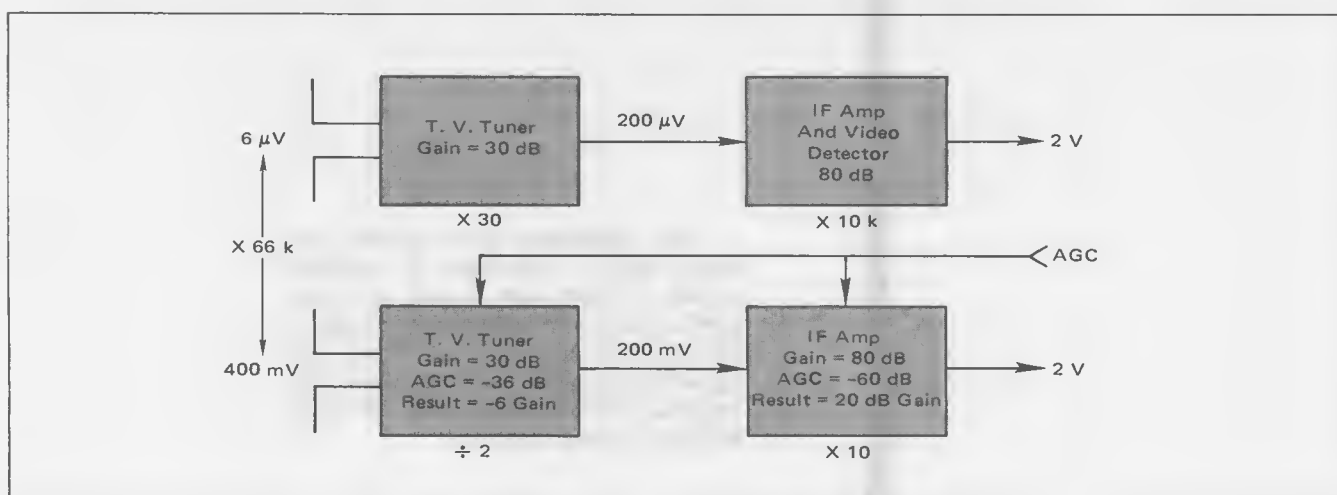 6 μV
T. V. Tuner
Gain = 30 dB
X 30
200 μV
IF Amp
And Video
Detector
80 dB
X 10 k
2 V
X 66 k
AGC
400 mV
T. V. Tuner
Gain = 30 dB
AGC = -36 dB
Result = -6 Gain
÷ 2
200 mV
IF Amp
Gain = 80 dB
AGC = -60 dB
Result = 20 dB Gain
X 10
2 V